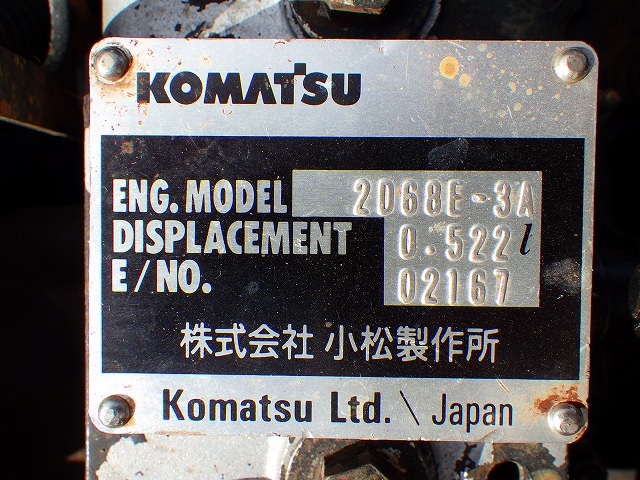 KOMATSU
ENG. MODEL 2D68E-3A
DISPLACEMENT 0.522 l
E/NO. 02167
株式会社 小松製作所
Komatsu Ltd. \ Japan